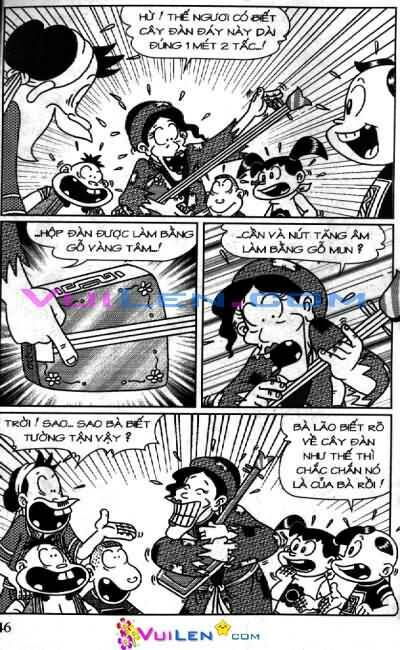 HỪ! THẾ NGƯƠI CÓ BIẾT
CÂY ĐÀN ĐÁY NÀY DÀI
ĐÚNG 1 MÉT 2 TẤC..!
..HỘP ĐÀN ĐƯỢC LÀM BẰNG
GỖ VÀNG TÂM..!
..CẦN VÀ NÚT TĂNG ÂM
LÀM BẰNG GỖ MUN?
VUILEN.COM
TRỜI! SAO... SAO BÀ BIẾT
TƯỜNG TẬN VẬY?
BÀ LÃO BIẾT RÕ
VỀ CÂY ĐÀN
NHƯ THẾ THÌ
CHẮC CHẮN NÓ
LÀ CỦA BÀ RỒI!
46
VUILEN.COM